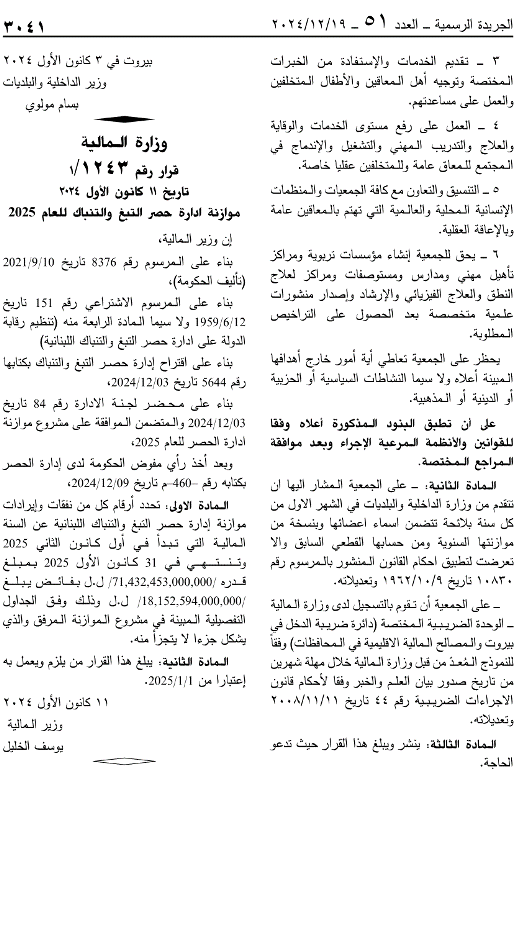 الجريدة الرسمية ــ العدد ٥١ ــ ٢٠٢٤/١٢/١٩
٣٠٤١
٣ ــ تقديم الخدمات والإستفادة من الخبرات
المختصة وتوجيه أهل المعاقين والأطفال المتخلفين
والعمل على مساعدتهم.
٤ ــ العمل على رفع مستوى الخدمات والوقاية
والعلاج والتدريب المهني والتشغيل والإندماج في
المجتمع للمعاق عامة وللمتخلفين عقليا خاصة.
٥ ــ التنسيق والتعاون مع كافة الجمعيات والمنظمات
الإنسانية المحلية والعالمية التي تهتم بالمعاقين عامة
وبالإعاقة العقلية.
٦ ــ يحق للجمعية إنشاء مؤسسات تربوية ومراكز
تأهيل مهني ومدارس ومستوصفات ومراكز لعلاج
النطق والعلاج الفيزيائي والإرشاد وإصدار منشورات
علمية متخصصة بعد الحصول على التراخيص
المطلوبة.
يحظر على الجمعية تعاطي أية أمور خارج أهدافها
المبينة أعلاه ولا سيما النشاطات السياسية أو الحزبية
أو الدينية أو المذهبية.
على أن تطبق البنود المذكورة أعلاه وفقا
للقوانين والأنظمة المرعية الإجراء وبعد موافقة
المراجع المختصة.
المادة الثانية: ــ على الجمعية المشار اليها ان
تتقدم من وزارة الداخلية والبلديات في الشهر الاول من
كل سنة بلائحة تتضمن اسماء اعضائها وبنسخة من
موازنتها السنوية ومن حسابها القطعي السابق والا
تعرضت لتطبيق احكام القانون المنشور بالمرسوم رقم
١٠٨٣٠ تاريخ ١٩٦٢/١٠/٩ وتعديلاته.
ــ على الجمعية أن تقوم بالتسجيل لدى وزارة المالية
ــ الوحدة الضريبية المختصة (دائرة ضريبة الدخل في
بيروت والمصالح المالية الاقليمية في المحافظات) وفقاً
للنموذج المُعدّ من قبل وزارة المالية خلال مهلة شهرين
من تاريخ صدور بيان العلم والخبر وفقا لأحكام قانون
الاجراءات الضريبية رقم ٤٤ تاريخ ٢٠٠٨/١١/١١
وتعديلاته.
المادة الثالثة: ينشر ويبلغ هذا القرار حيث تدعو
الحاجة.
بيروت في ٣ كانون الأول ٢٠٢٤
وزير الداخلية والبلديات
بسام مولوي
وزارة المالية
قرار رقم ١/١٢٤٣
تاريخ ١١ كانون الأول ٢٠٢٤
موازنة ادارة حصر التبغ والتنباك للعام 2025
إن وزير المالية،
بناء على المرسوم رقم 8376 تاريخ 2021/9/10
(تأليف الحكومة)،
بناء على المرسوم الاشتراعي رقم 151 تاريخ
1959/6/12 ولا سيما المادة الرابعة منه (تنظيم رقابة
الدولة على ادارة حصر التبغ والتنباك اللبنانية)
بناء على اقتراح إدارة حصر التبغ والتنباك بكتابها
رقم 5644 تاريخ 2024/12/03،
بناء على محضر لجنة الادارة رقم 84 تاريخ
2024/12/03 والمتضمن الموافقة على مشروع موازنة
ادارة الحصر للعام 2025،
وبعد أخذ رأي مفوض الحكومة لدى إدارة الحصر
بكتابه رقم –460–م تاريخ 2024/12/09،
المادة الاولى: تحدد أرقام كل من نفقات وإيرادات
موازنة إدارة حصر التبغ والتنباك اللبنانية عن السنة
المالية التي تبدأ في أول كانون الثاني 2025
وتنتهي في 31 كانون الأول 2025 بمبلغ
قدره /71,432,453,000,000/ ل.ل بفائض يبلغ
/18,152,594,000,000/ ل.ل وذلك وفق الجداول
التفصيلية المبينة في مشروع الموازنة المرفق والذي
يشكل جزءا لا يتجزأ منه.
المادة الثانية: يبلغ هذا القرار من يلزم ويعمل به
إعتبارا من 2025/1/1.
١١ كانون الأول ٢٠٢٤
وزير المالية
يوسف الخليل